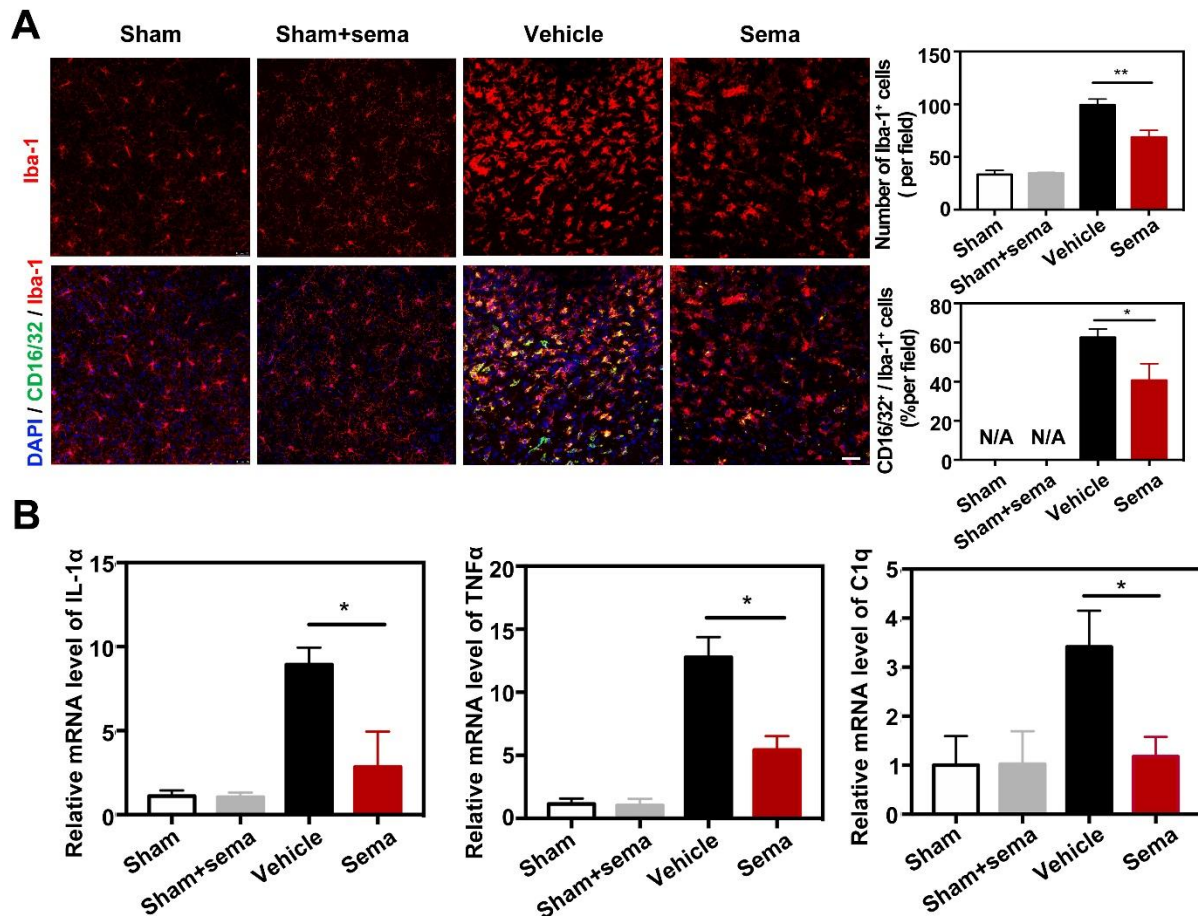 A
Sham Sham+sema Vehicle Sema
Iba-1
DAPI / CD16/32 / Iba-1
Number of Iba-1+ cells
( per field)
150
100
50
0
**
Sham
Sham+sema
Vehicle
Sema
CD16/32+ / Iba-1+ cells
(%per field)
80
60
40
20
0
N/A
N/A
*
Sham
Sham+sema
Vehicle
Sema
B
Relative mRNA level of IL-1α
15
10
5
0
*
Sham
Sham+sema
Vehicle
Sema
Relative mRNA level of TNFα
20
15
10
5
0
*
Sham
Sham+sema
Vehicle
Sema
Relative mRNA level of C1q
5
4
3
2
1
0
*
Sham
Sham+sema
Vehicle
Sema